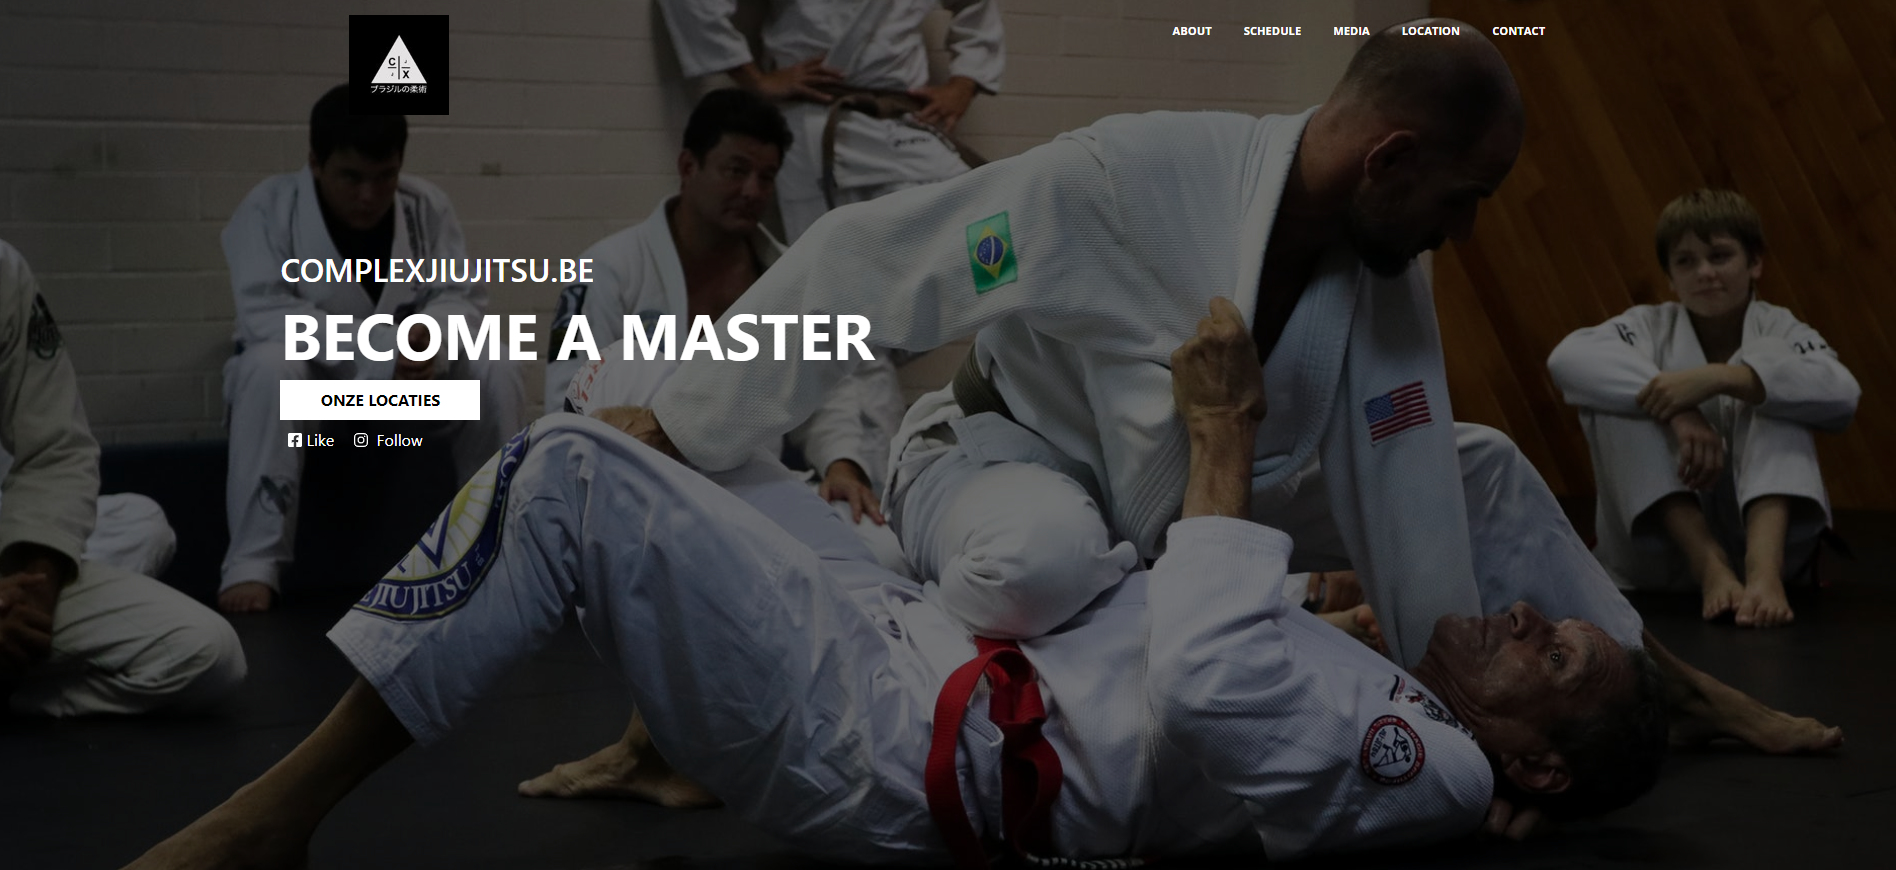 C X
ブラジルの柔術
ABOUT SCHEDULE MEDIA LOCATION CONTACT
COMPLEXJIUJITSU.BE
BECOME A MASTER
ONZE LOCATIES
Like Follow
JIUJITSU